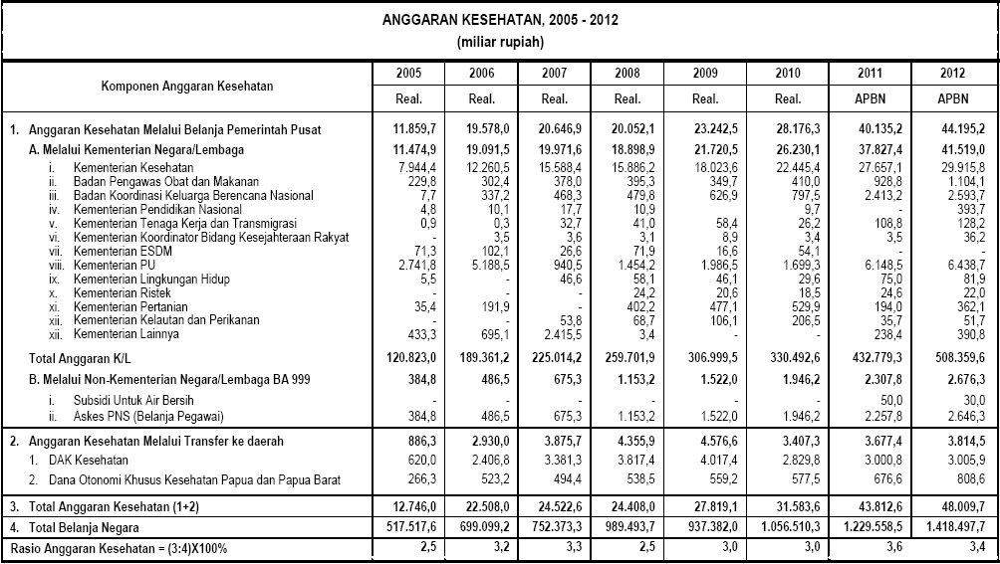 ANGGARAN KESEHATAN, 2005 - 2012
(miliar rupiah)
Komponen Anggaran Kesehatan 2005 2006 2007 2008 2009 2010 2011 2012
Real. Real. Real. Real. Real. Real. APBN APBN
1. Anggaran Kesehatan Melalui Belanja Pemerintah Pusat 11.859,7 19.578,0 20.646,9 20.052,1 23.242,5 28.176,3 40.135,2 44.195,2
A. Melalui Kementerian Negara/Lembaga 11.474,9 19.091,5 19.971,6 18.898,9 21.720,5 26.230,1 37.827,4 41.519,0
i. Kementerian Kesehatan 7.944,4 12.260,5 15.588,4 15.886,2 18.023,6 22.445,4 27.657,1 29.915,8
ii. Badan Pengawas Obat dan Makanan 229,8 302,4 378,0 395,3 349,7 410,0 928,8 1.104,1
iii. Badan Koordinasi Keluarga Berencana Nasional 7,7 337,2 468,3 479,8 626,9 797,5 2.413,2 2.593,7
iv. Kementerian Pendidikan Nasional 4,8 10,1 17,7 10,9 9,7 - 393,7
v. Kementerian Tenaga Kerja dan Transmigrasi 0,9 0,3 32,7 41,0 58,4 26,2 108,8 128,2
vi. Kementerian Koordinator Bidang Kesejahteraan Rakyat - 3,5 3,6 3,1 8,9 3,4 3,5 36,2
vii. Kementerian ESDM 71,3 102,1 26,6 71,9 16,6 54,1 - -
viii. Kementerian PU 2.741,8 5.188,5 940,5 1.454,2 1.986,5 1.699,3 6.148,5 6.438,7
ix. Kementerian Lingkungan Hidup 5,5 - 46,6 58,1 46,1 29,6 75,0 81,9
x. Kementerian Ristek - - - 24,2 20,6 18,5 24,6 22,0
xi. Kementerian Pertanian 35,4 191,9 - 402,2 477,1 529,9 194,0 362,1
xii. Kementerian Kelautan dan Perikanan - - 53,8 68,7 106,1 206,5 35,7 51,7
xii. Kementerian Lainnya 433,3 695,1 2.415,5 3,4 - - 238,4 390,8
Total Anggaran K/L 120.823,0 189.361,2 225.014,2 259.701,9 306.999,5 330.492,6 432.779,3 508.359,6
B. Melalui Non-Kementerian Negara/Lembaga BA 999 384,8 486,5 675,3 1.153,2 1.522,0 1.946,2 2.307,8 2.676,3
i. Subsidi Untuk Air Bersih - - - - - - 50,0 30,0
ii. Askes PNS (Belanja Pegawai) 384,8 486,5 675,3 1.153,2 1.522,0 1.946,2 2.257,8 2.646,3
2. Anggaran Kesehatan Melalui Transfer ke daerah 886,3 2.930,0 3.875,7 4.355,9 4.576,6 3.407,3 3.677,4 3.814,5
1. DAK Kesehatan 620,0 2.406,8 3.381,3 3.817,4 4.017,4 2.829,8 3.000,8 3.005,9
2. Dana Otonomi Khusus Kesehatan Papua dan Papua Barat 266,3 523,2 494,4 538,5 559,2 577,5 676,6 808,6
3. Total Anggaran Kesehatan (1+2) 12.746,0 22.508,0 24.522,6 24.408,0 27.819,1 31.583,6 43.812,6 48.009,7
4. Total Belanja Negara 517.517,6 699.099,2 752.373,3 989.493,7 937.382,0 1.056.510,3 1.229.558,5 1.418.497,7
Rasio Anggaran Kesehatan = (3:4)X100% 2,5 3,2 3,3 2,5 3,0 3,0 3,6 3,4